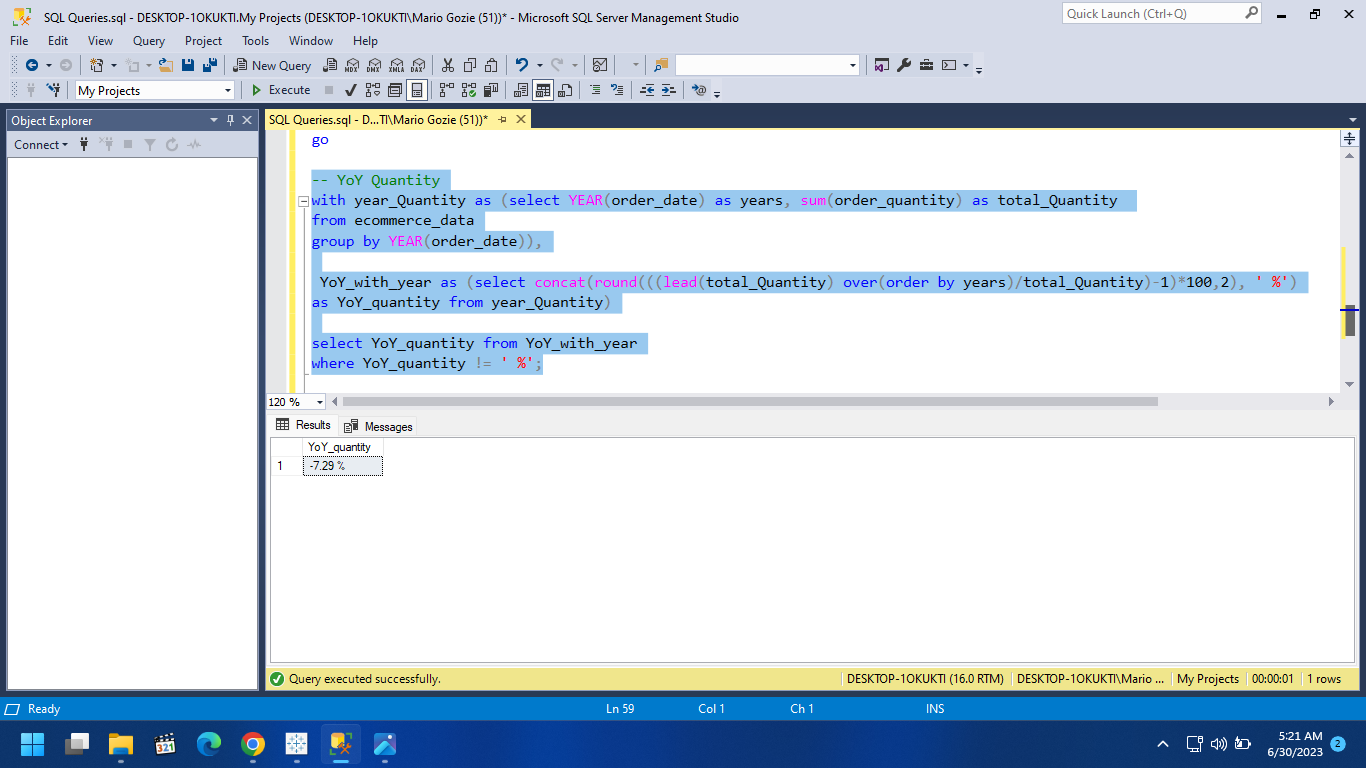 SQL Queries.sql - DESKTOP-1OKUKTI.My Projects (DESKTOP-1OKUKTI\Mario Gozie (51))* - Microsoft SQL Server Management Studio
Quick Launch (Ctrl+Q)
File Edit View Query Project Tools Window Help
New Query MDX DMX XMLA DAX
My Projects Execute
Object Explorer
SQL Queries.sql - D...TI\Mario Gozie (51))*
Connect
go
-- YoY Quantity
with year_Quantity as (select YEAR(order_date) as years, sum(order_quantity) as total_Quantity
from ecommerce_data
group by YEAR(order_date)),
YoY_with_year as (select concat(round(((lead(total_Quantity) over(order by years)/total_Quantity)-1)*100,2), ' %')
as YoY_quantity from year_Quantity)
select YoY_quantity from YoY_with_year
where YoY_quantity != ' %';
120 %
Results Messages
YoY_quantity
1 -7.29 %
Query executed successfully.
DESKTOP-1OKUKTI (16.0 RTM) DESKTOP-1OKUKTI\Mario ... My Projects 00:00:01 1 rows
Ready Ln 59 Col 1 Ch 1 INS
321
5:21 AM
6/30/2023
2